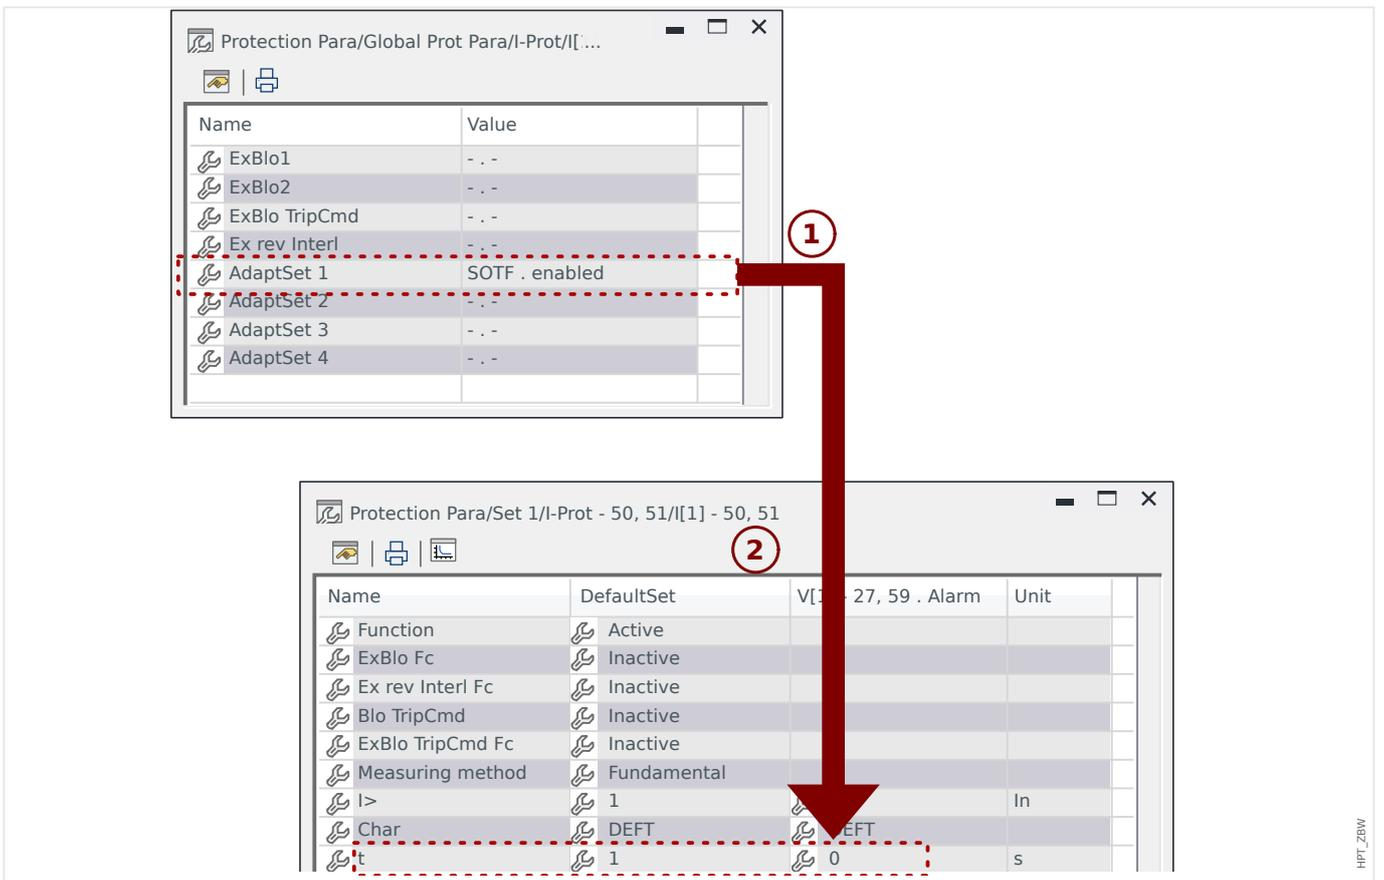 Protection Para/Global Prot Para/I-Prot/I[ ...
Name Value
ExBlo1 - . -
ExBlo2 - . -
ExBlo TripCmd - . -
Ex rev Interl - . -
AdaptSet 1 SOTF . enabled
AdaptSet 2 - . -
AdaptSet 3 - . -
AdaptSet 4 - . -
1
Protection Para/Set 1/I-Prot - 50, 51/I[1] - 50, 51
2
Name DefaultSet V[ - 27, 59 . Alarm Unit
Function Active
ExBlo Fc Inactive
Ex rev Interl Fc Inactive
Blo TripCmd Inactive
ExBlo TripCmd Fc Inactive
Measuring method Fundamental
I> 1 In
Char DEFT EFT
t 1 0 s
HPT_ZBW